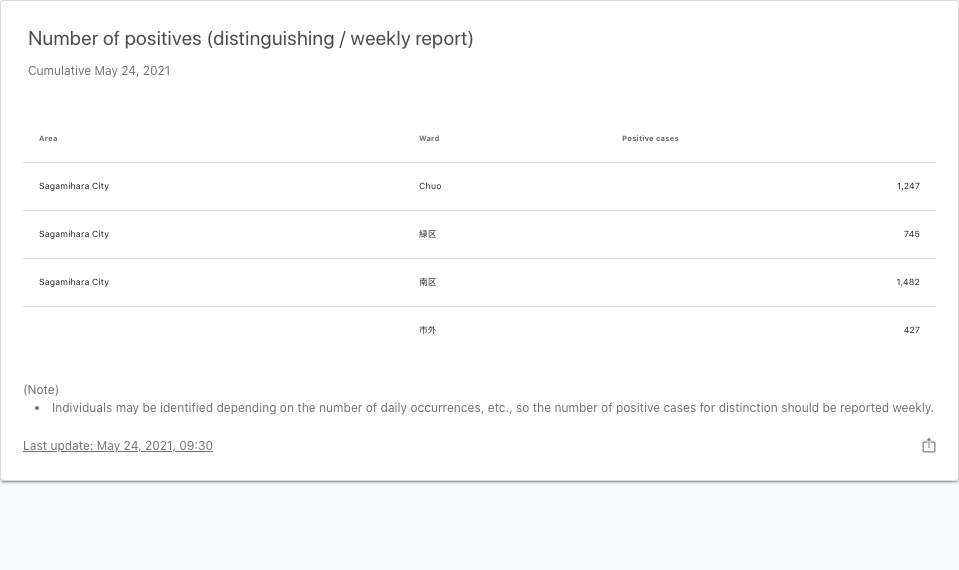 Number of positives (distinguishing / weekly report)
Cumulative May 24, 2021
Area Ward Positive cases
Sagamihara City Chuo 1,247
Sagamihara City 緑区 745
Sagamihara City 南区 1,482
市外 427
(Note)
• Individuals may be identified depending on the number of daily occurrences, etc., so the number of positive cases for distinction should be reported weekly.
Last update: May 24, 2021, 09:30